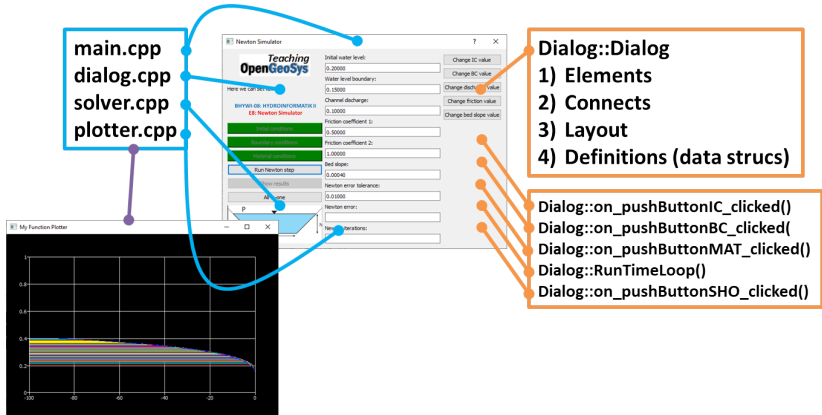 main.cpp
dialog.cpp
solver.cpp
plotter.cpp
Newton Simulator
?
Teaching
OpenGeoSys
Here we can set
BHYWI-08: HYDROINFORMATIK II
E8: Newton Simulator
Initial conditions
Boundary conditions
Material conditions
Run Newton step
Show results
P
Initial water level:
0.20000
Water level boundary:
0.15000
Channel discharge:
0.10000
Friction coefficient 1:
0.50000
Friction coefficient 2:
1.00000
Bed slope:
0.00040
Newton error tolerance:
0.01000
Newton error:
iterations:
Change IC value
Change BC value
Change value
Change friction value
Change bed slope value
Dialog::Dialog
1) Elements
2) Connects
3) Layout
4) Definitions (data strucs)
Dialog::on_pushButtonIC_clicked()
Dialog::on_pushButtonBC_clicked(
Dialog::on_pushButtonMAT_clicked()
Dialog::RunTimeLoop()
Dialog::on_pushButtonSHO_clicked()
My Function Plotter
1
0.8
0.6
0.4
0.2
0
-100 -80 -60 -40 -20 0